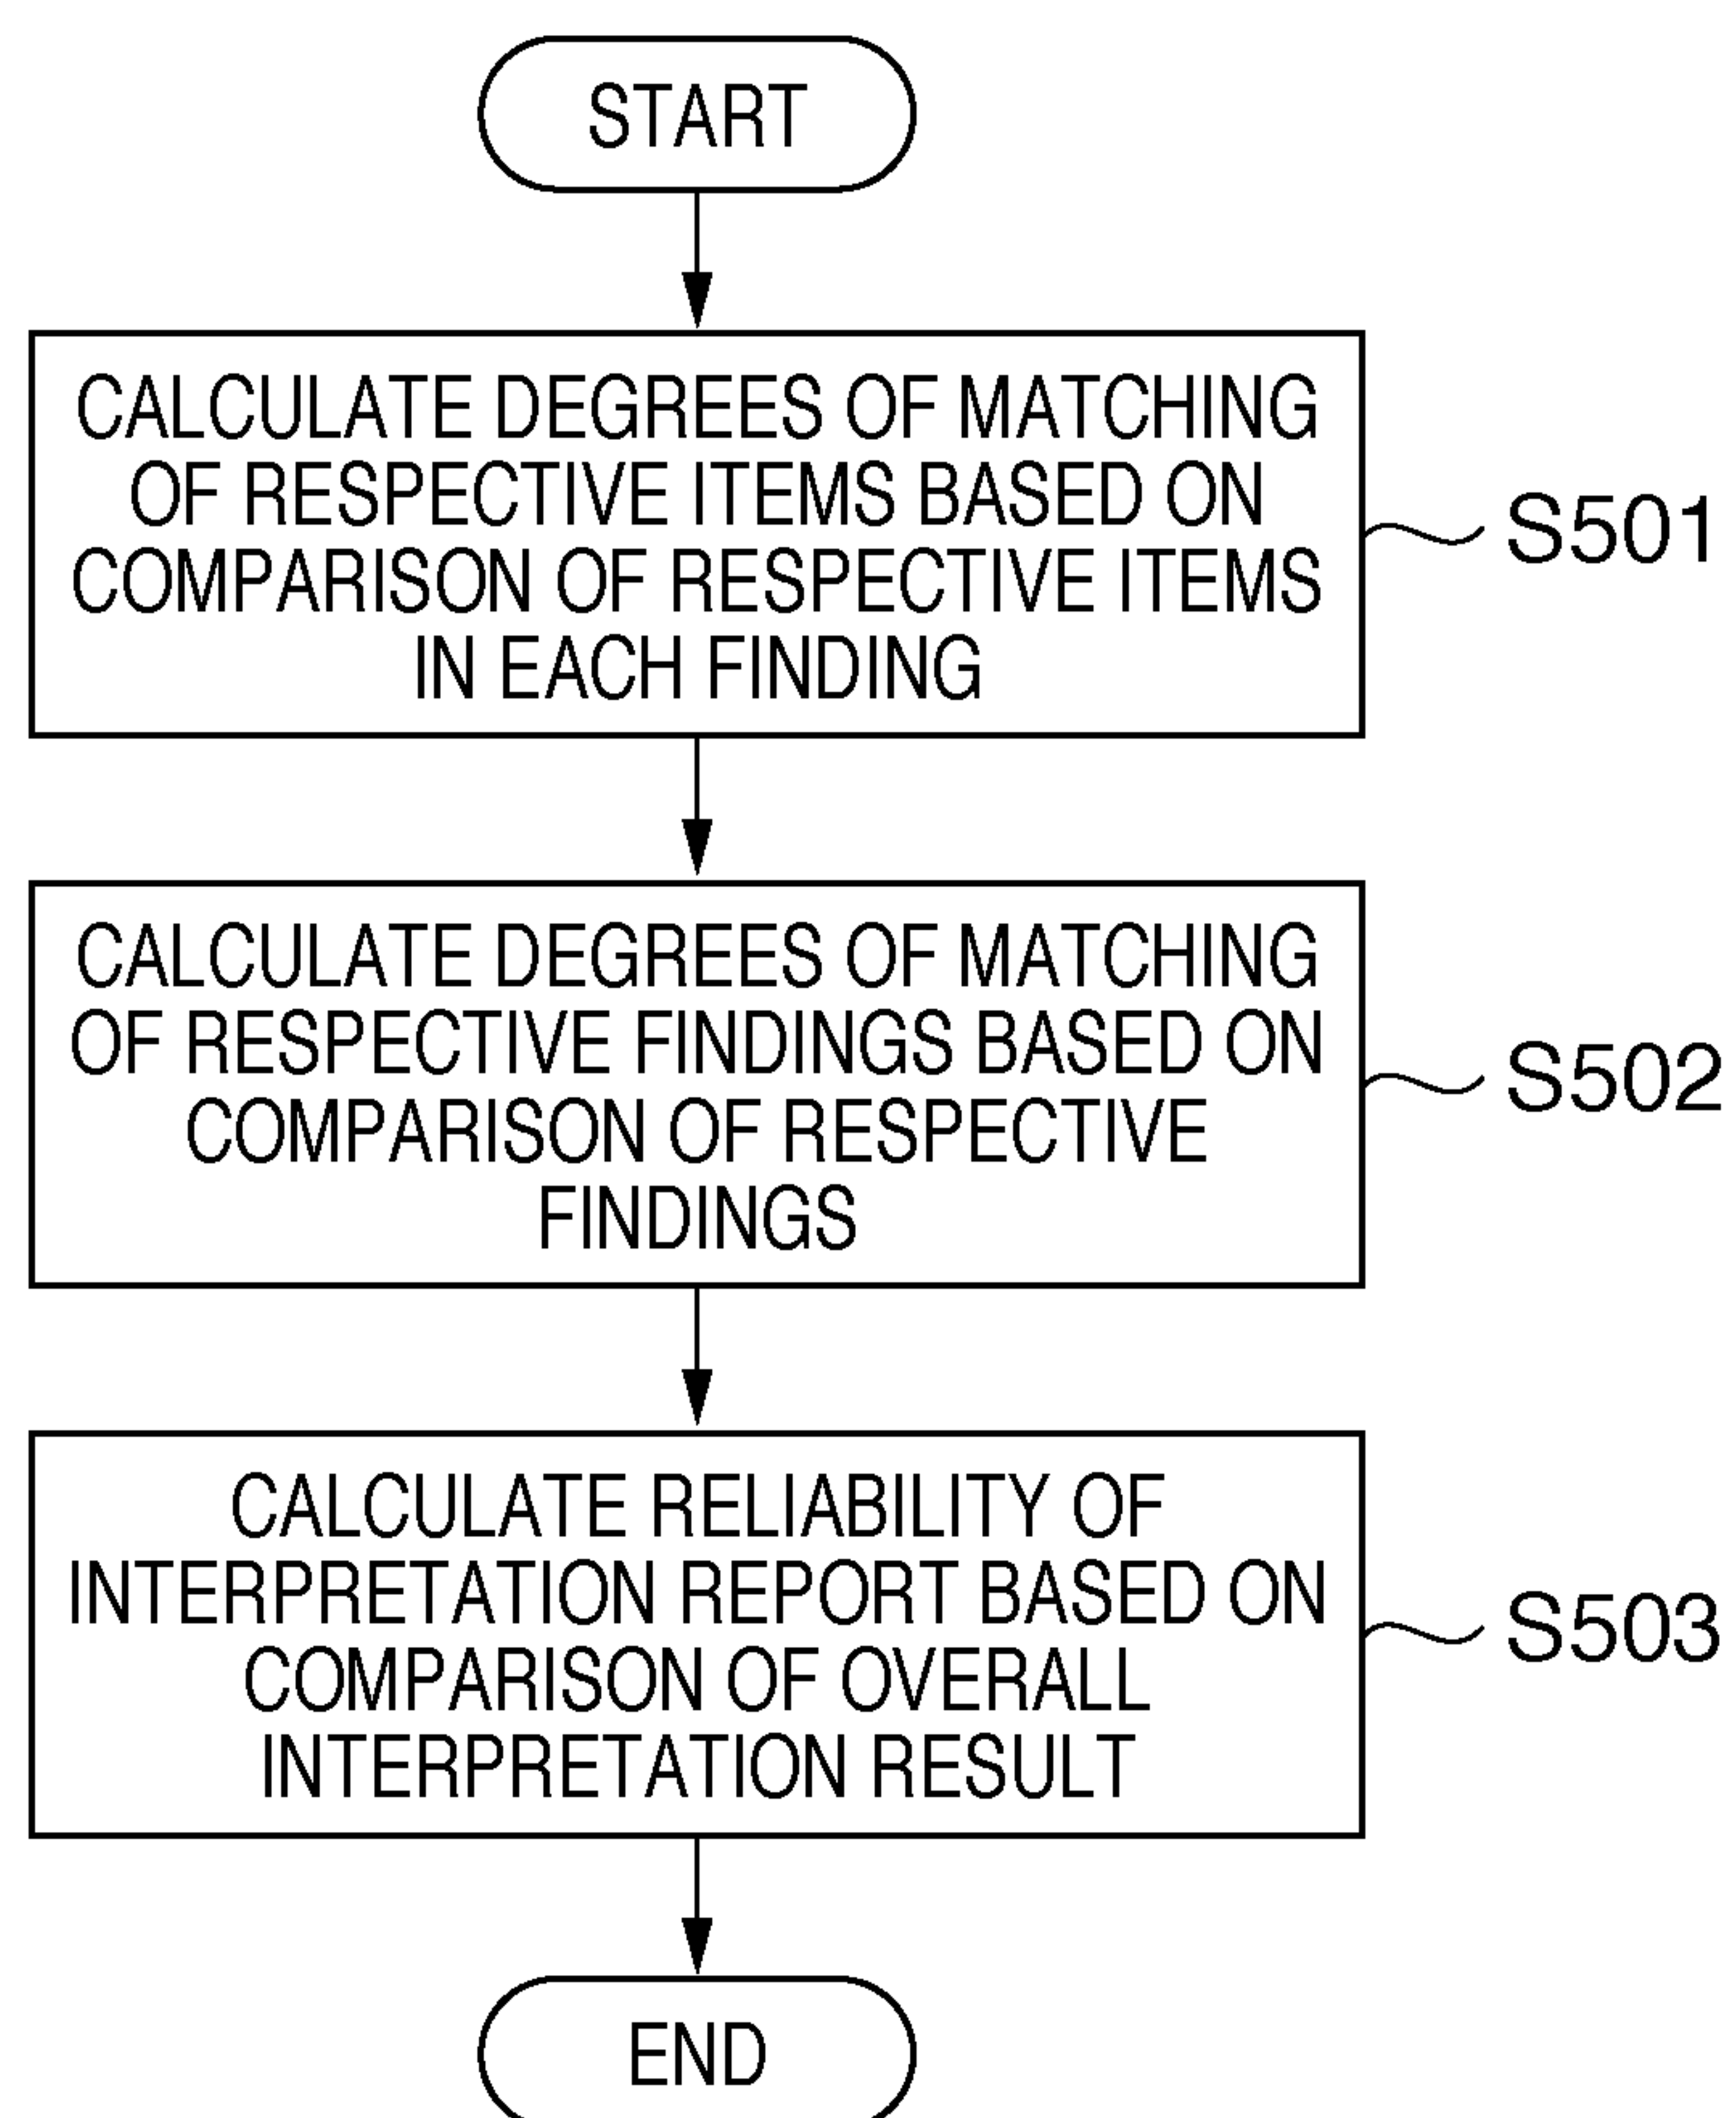 START
CALCULATE DEGREES OF MATCHING
OF RESPECTIVE ITEMS BASED ON
COMPARISON OF RESPECTIVE ITEMS
IN EACH FINDING
S501
CALCULATE DEGREES OF MATCHING
OF RESPECTIVE FINDINGS BASED ON
COMPARISON OF RESPECTIVE
FINDINGS
S502
CALCULATE RELIABILITY OF
INTERPRETATION REPORT BASED ON
COMPARISON OF OVERALL
INTERPRETATION RESULT
S503
END